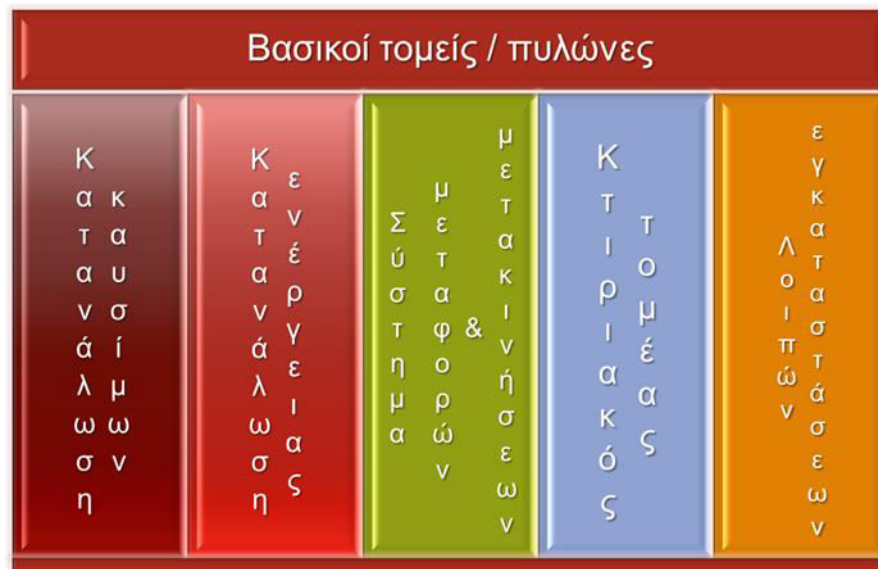 Βασικοί τομείς / πυλώνες
Κατανάλωση
καυσίμων
Κατανάλωση
ενέργειας
Σύστημα
μεταφορών
&
μετακινήσεων
Κτιριακός
τομέας
Λοιπών
εγκαταστάσεων